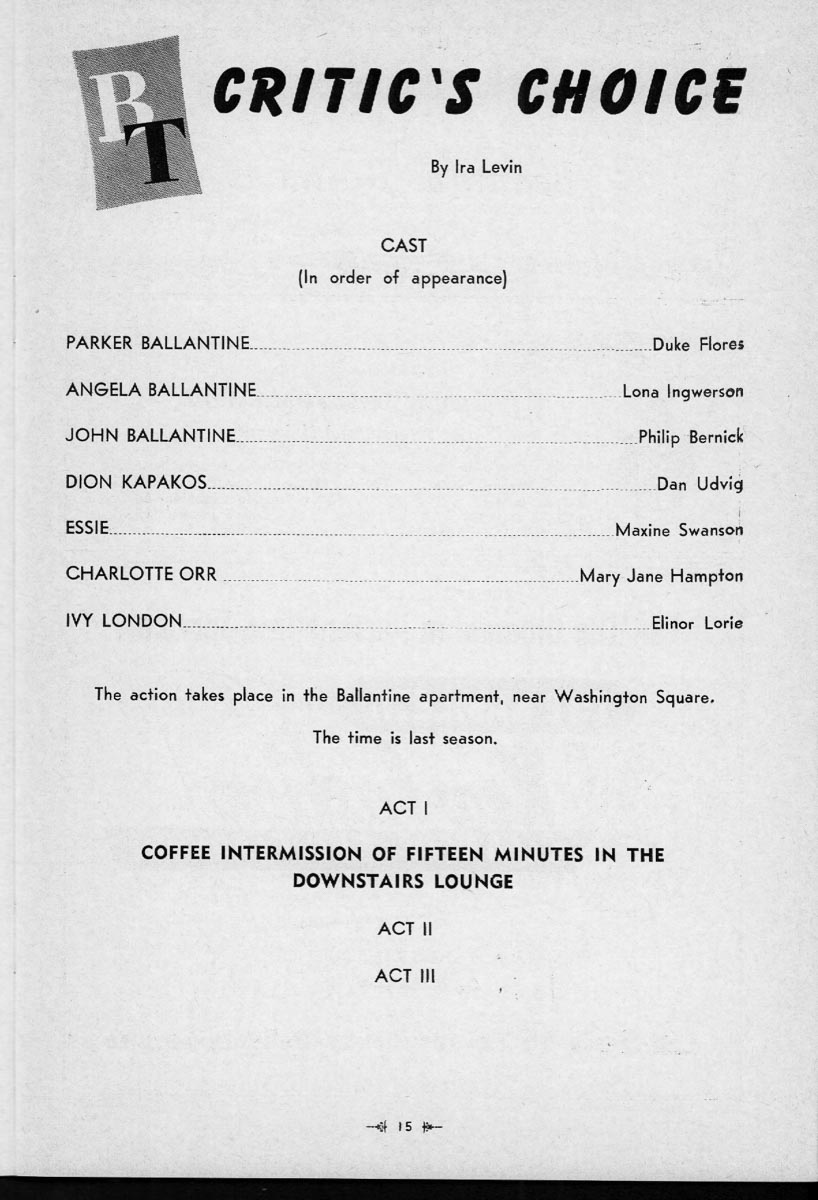 BT
CRITIC'S CHOICE
By Ira Levin
CAST
(In order of appearance)
PARKER BALLANTINE Duke Flores
ANGELA BALLANTINE Lona Ingwerson
JOHN BALLANTINE Philip Bernick
DION KAPAKOS Dan Udvig
ESSIE Maxine Swanson
CHARLOTTE ORR Mary Jane Hampton
IVY LONDON Elinor Lorie
The action takes place in the Ballantine apartment, near Washington Square.
The time is last season.
ACT I
COFFEE INTERMISSION OF FIFTEEN MINUTES IN THE
DOWNSTAIRS LOUNGE
ACT II
ACT III
15